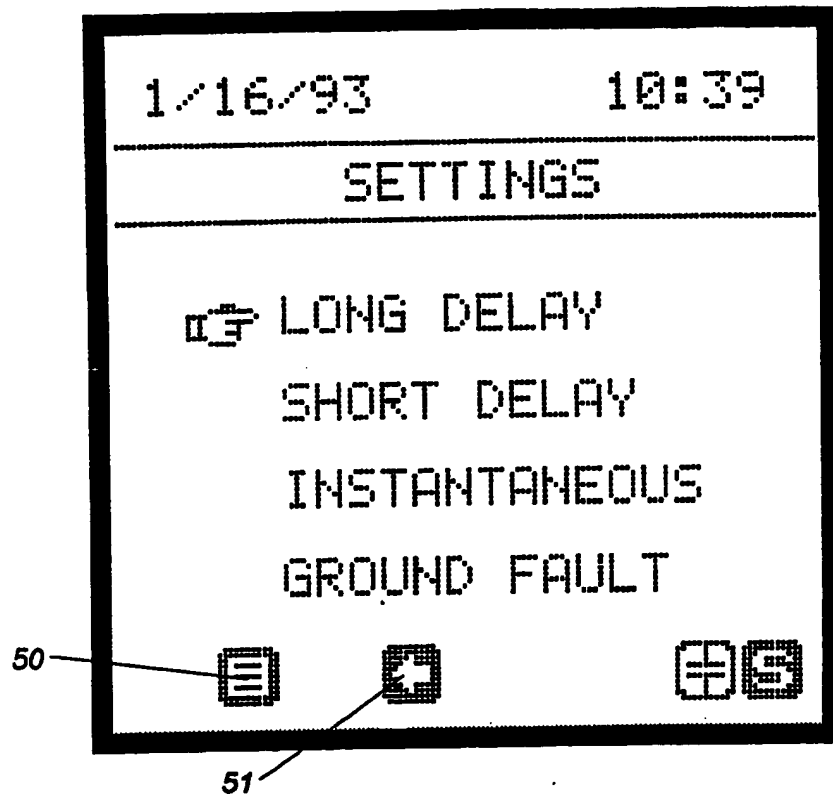 1/16/93 10:39
SETTINGS
LONG DELAY
SHORT DELAY
INSTANTANEOUS
GROUND FAULT
50
51